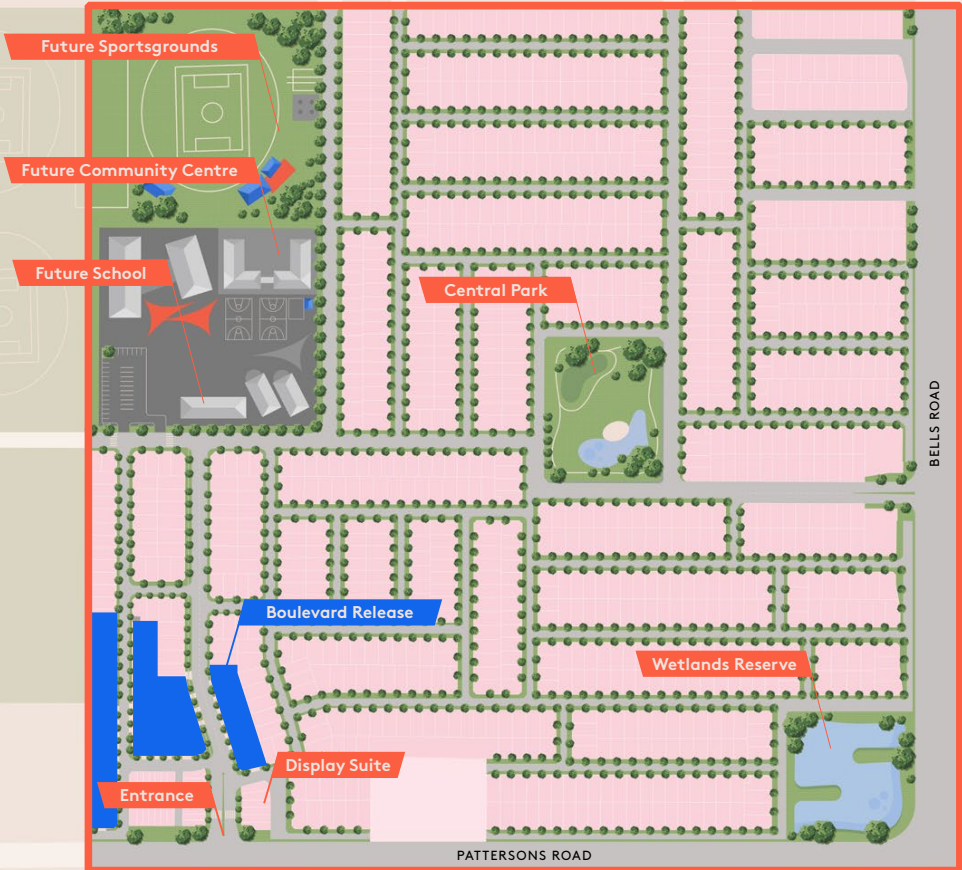 Future Sportsgrounds
Future Community Centre
Future School
Central Park
BELLS ROAD
Boulevard Release
Wetlands Reserve
Display Suite
Entrance
PATTERSONS ROAD